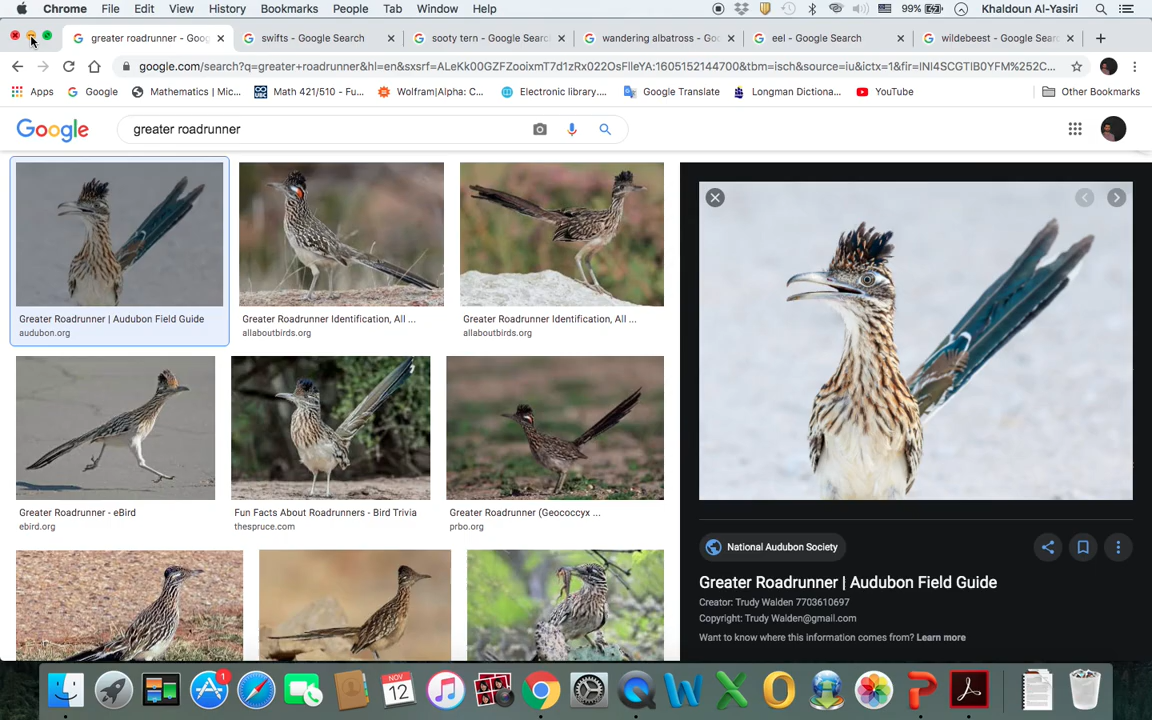 Chrome File Edit View History Bookmarks People Tab Window Help 99% Khaldoun Al-Yasiri
greater roadrunner - Goog
swifts - Google Search
sooty tern - Google Searc
wandering albatross - Goo
eel - Google Search
wildebeest - Google Search
google.com/search?q=greater+roadrunner&hl=en&sxsrf=ALeKk00GZFZooixmT7d1zRx022OsFlleYA:1605152144700&tbm=isch&source=iu&ictx=1&fir=INI4SCGTIB0YFM%252C...
Apps Google Mathematics | Mic... Math 421/510 - Fu... Wolfram|Alpha: C... Electronic library.... Google Translate Longman Dictiona... YouTube Other Bookmarks
Google greater roadrunner
Greater Roadrunner | Audubon Field Guide
audubon.org
Greater Roadrunner Identification, All ...
allaboutbirds.org
Greater Roadrunner Identification, All ...
allaboutbirds.org
Greater Roadrunner - eBird
ebird.org
Fun Facts About Roadrunners - Bird Trivia
thespruce.com
Greater Roadrunner (Geococcyx ...
prbo.org
National Audubon Society
Greater Roadrunner | Audubon Field Guide
Creator: Trudy Walden 7703610697
Copyright: Trudy Walden@gmail.com
Want to know where this information comes from? Learn more
1
NOV
12